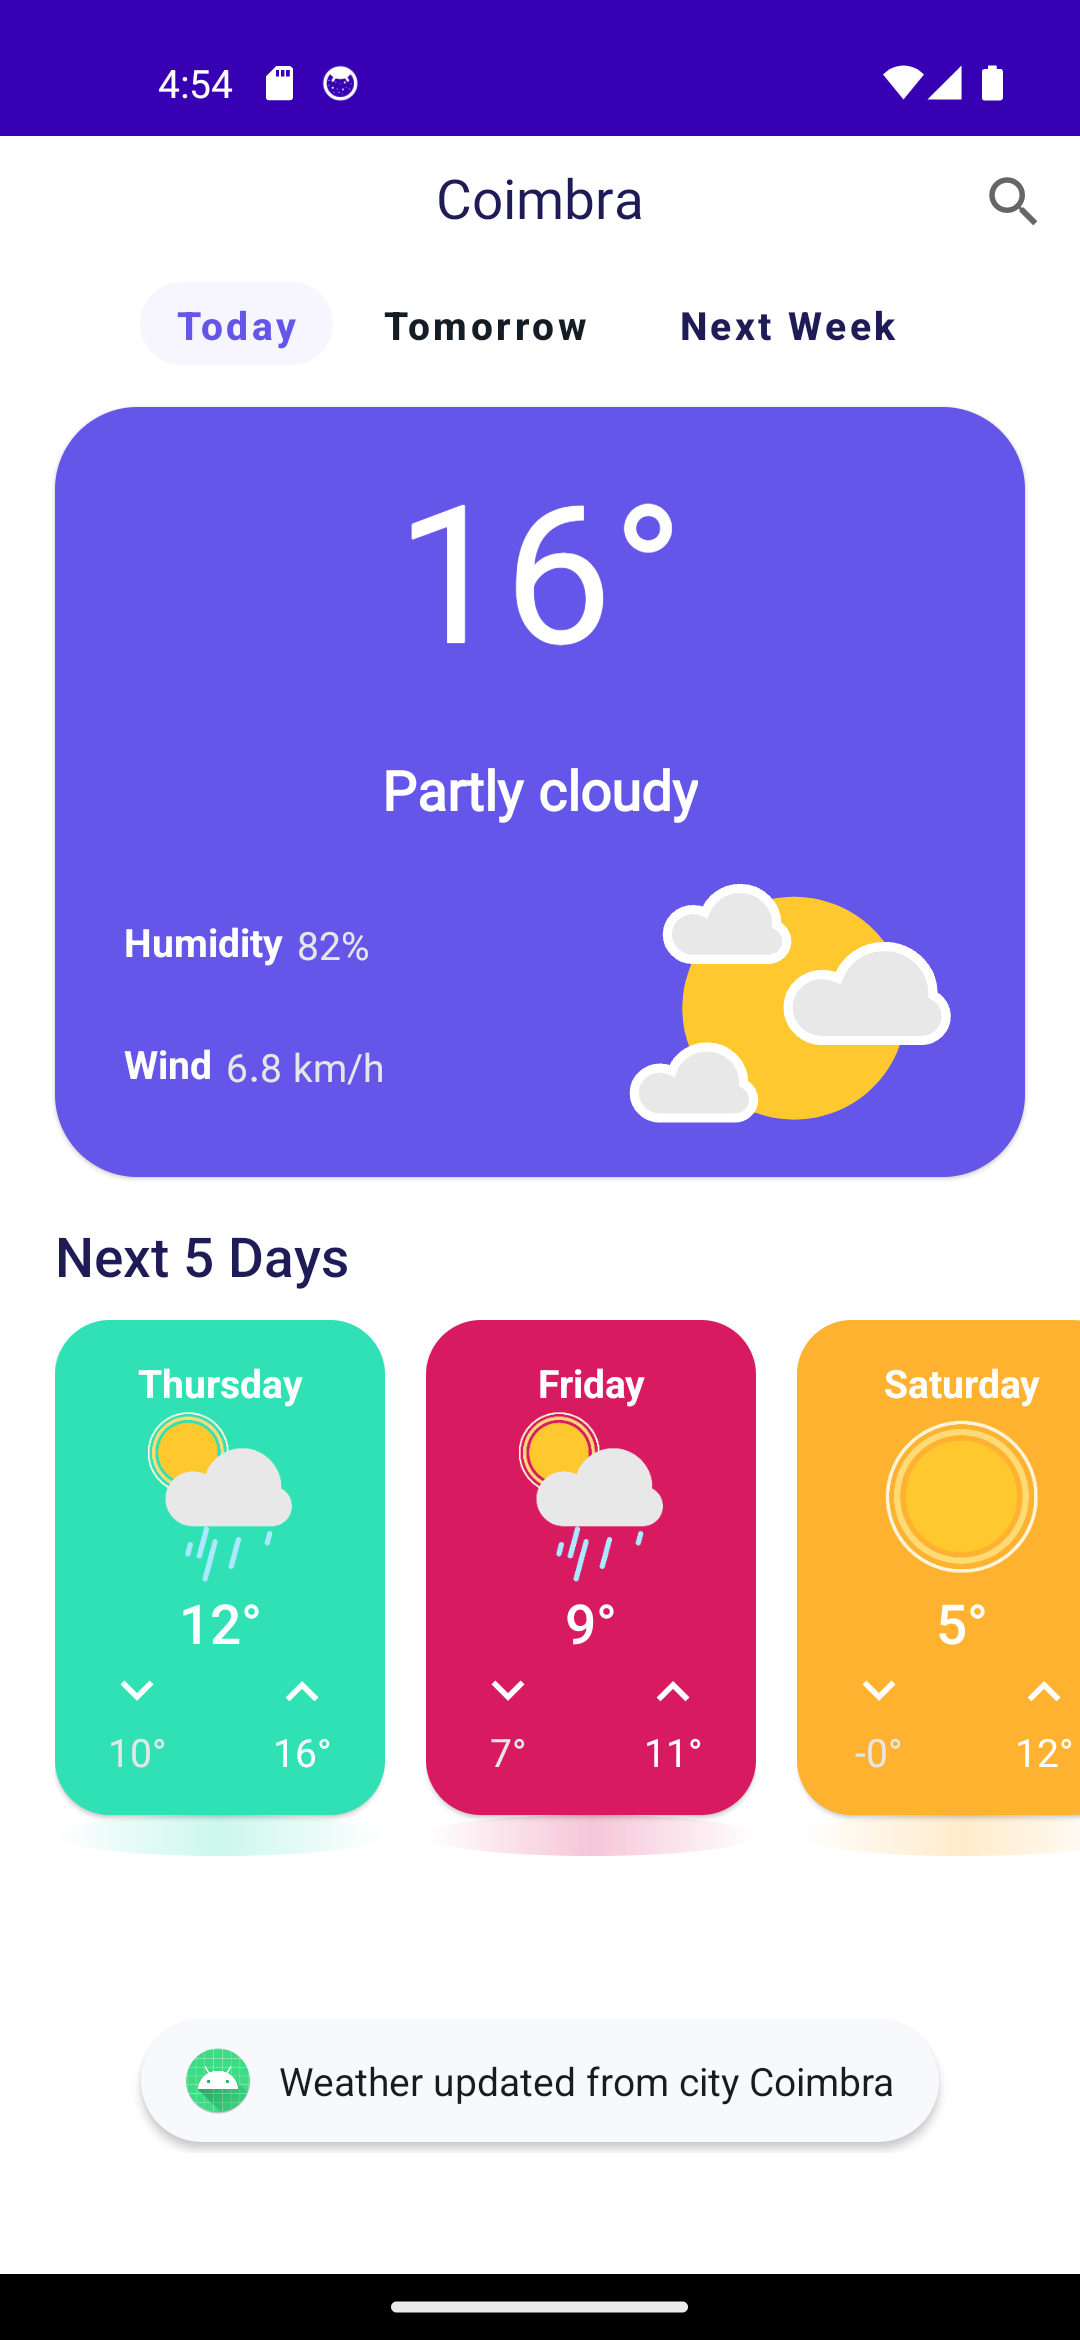 4:54
Coimbra
Today Tomorrow Next Week
16°
Partly cloudy
Humidity 82%
Wind 6.8 km/h
Next 5 Days
Thursday Friday Saturday
12° 9° 5°
10° 16° 7° 11° -0° 12°
Weather updated from city Coimbra